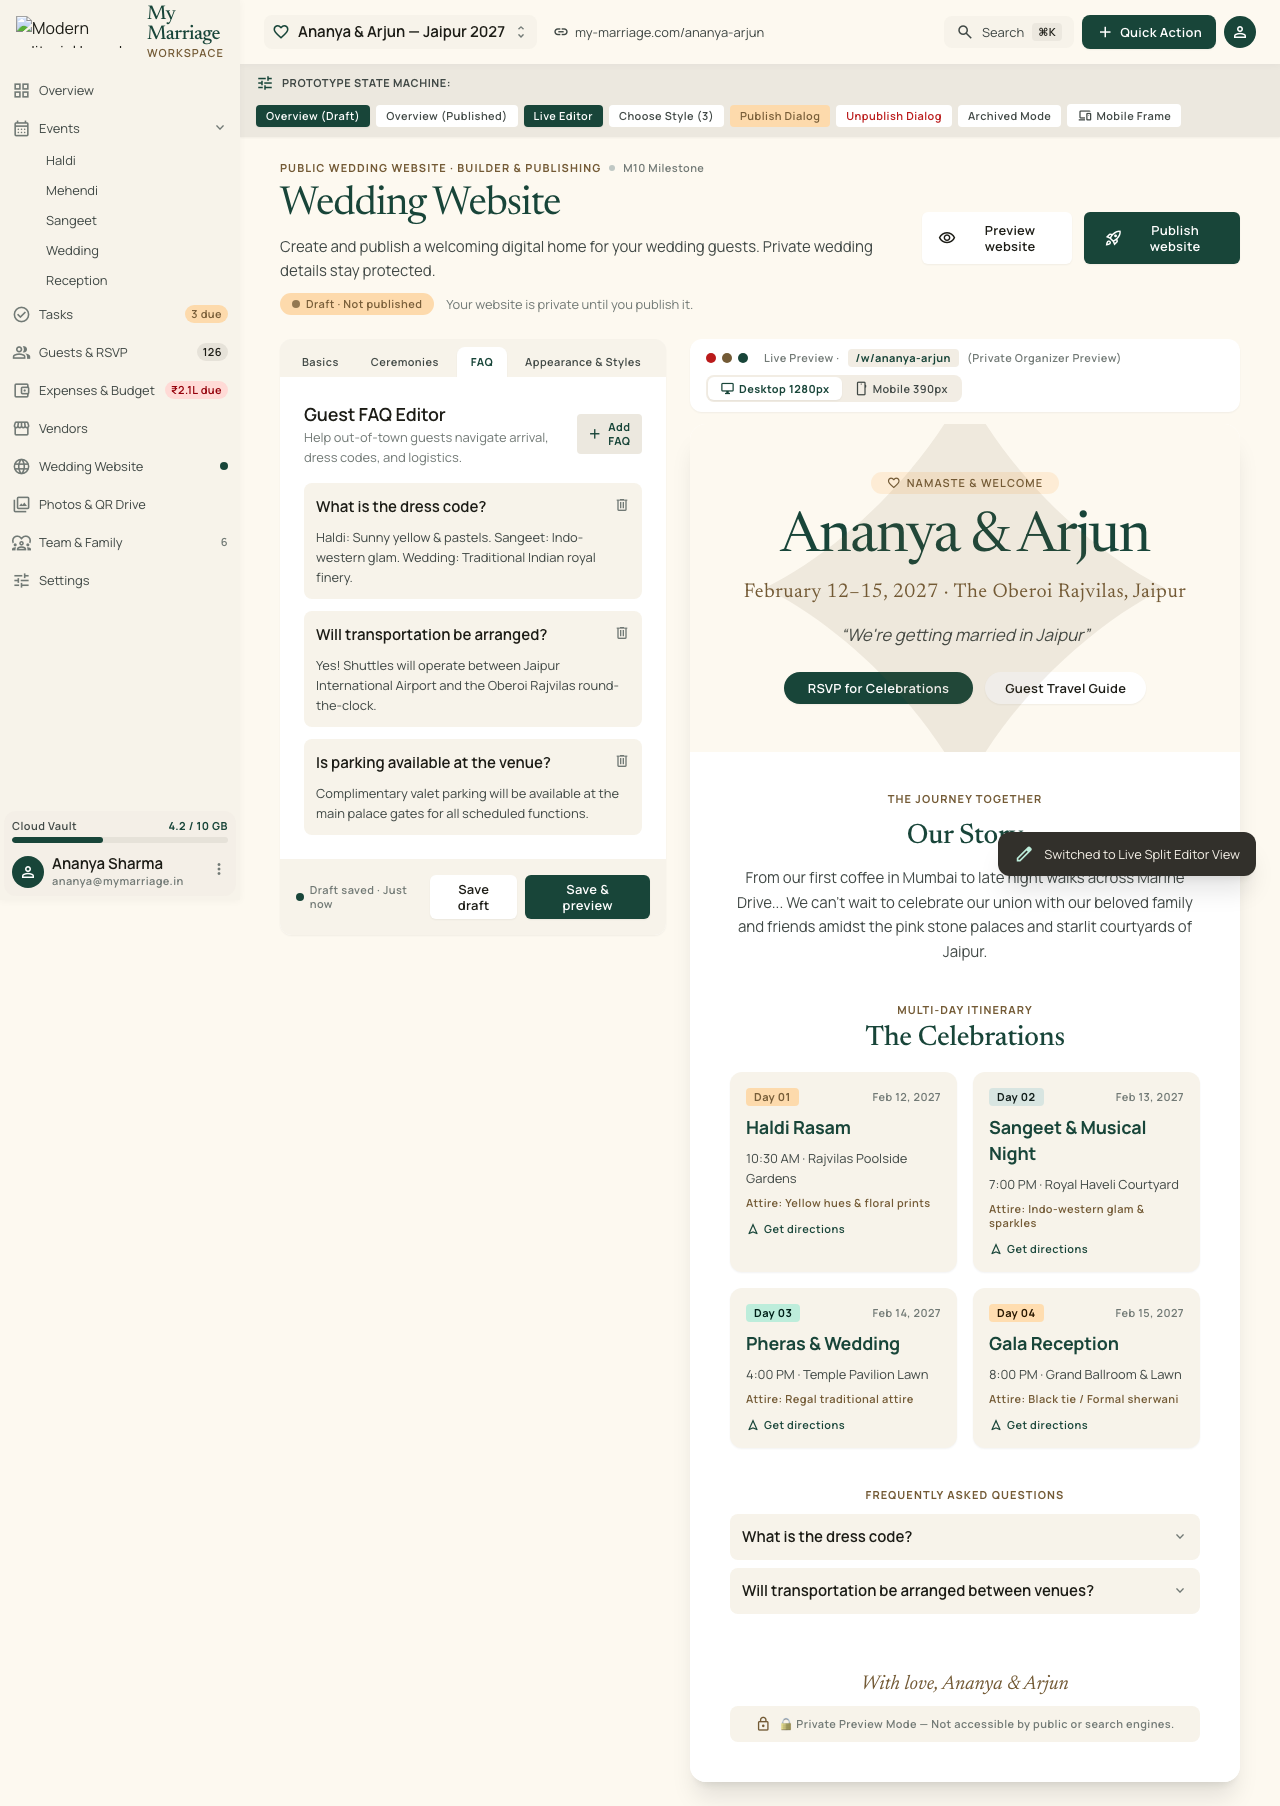 Modern
My
Marriage
WORKSPACE
Overview
Events
Haldi
Mehendi
Sangeet
Wedding
Reception
Tasks 3 due
Guests & RSVP 126
Expenses & Budget ₹2.1L due
Vendors
Wedding Website
Photos & QR Drive
Team & Family 6
Settings
Cloud Vault 4.2 / 10 GB
Ananya Sharma
ananya@mymarriage.in
Ananya & Arjun — Jaipur 2027
my-marriage.com/ananya-arjun
Search ⌘K
Quick Action
PROTOTYPE STATE MACHINE:
Overview (Draft) Overview (Published) Live Editor Choose Style (3) Publish Dialog Unpublish Dialog Archived Mode Mobile Frame
PUBLIC WEDDING WEBSITE · BUILDER & PUBLISHING M10 Milestone
Wedding Website
Create and publish a welcoming digital home for your wedding guests. Private wedding
details stay protected.
Draft · Not published Your website is private until you publish it.
Preview
website
Publish
website
Basics Ceremonies FAQ Appearance & Styles
Guest FAQ Editor
Help out-of-town guests navigate arrival,
dress codes, and logistics.
Add
FAQ
What is the dress code?
Haldi: Sunny yellow & pastels. Sangeet: Indo-
western glam. Wedding: Traditional Indian royal
finery.
Will transportation be arranged?
Yes! Shuttles will operate between Jaipur
International Airport and the Oberoi Rajvilas round-
the-clock.
Is parking available at the venue?
Complimentary valet parking will be available at the
main palace gates for all scheduled functions.
Draft saved · Just
now
Save
draft
Save &
preview
Live Preview · /w/ananya-arjun (Private Organizer Preview)
Desktop 1280px Mobile 390px
NAMASTE & WELCOME
Ananya & Arjun
February 12–15, 2027 · The Oberoi Rajvilas, Jaipur
“We're getting married in Jaipur”
RSVP for Celebrations Guest Travel Guide
THE JOURNEY TOGETHER
Our Story
Switched to Live Split Editor View
From our first coffee in Mumbai to late night walks across Marine
Drive... We can't wait to celebrate our union with our beloved family
and friends amidst the pink stone palaces and starlit courtyards of
Jaipur.
MULTI-DAY ITINERARY
The Celebrations
Day 01 Feb 12, 2027
Haldi Rasam
10:30 AM · Rajvilas Poolside
Gardens
Attire: Yellow hues & floral prints
Get directions
Day 02 Feb 13, 2027
Sangeet & Musical
Night
7:00 PM · Royal Haveli Courtyard
Attire: Indo-western glam &
sparkles
Get directions
Day 03 Feb 14, 2027
Pheras & Wedding
4:00 PM · Temple Pavilion Lawn
Attire: Regal traditional attire
Get directions
Day 04 Feb 15, 2027
Gala Reception
8:00 PM · Grand Ballroom & Lawn
Attire: Black tie / Formal sherwani
Get directions
FREQUENTLY ASKED QUESTIONS
What is the dress code?
Will transportation be arranged between venues?
With love, Ananya & Arjun
🔒 Private Preview Mode — Not accessible by public or search engines.